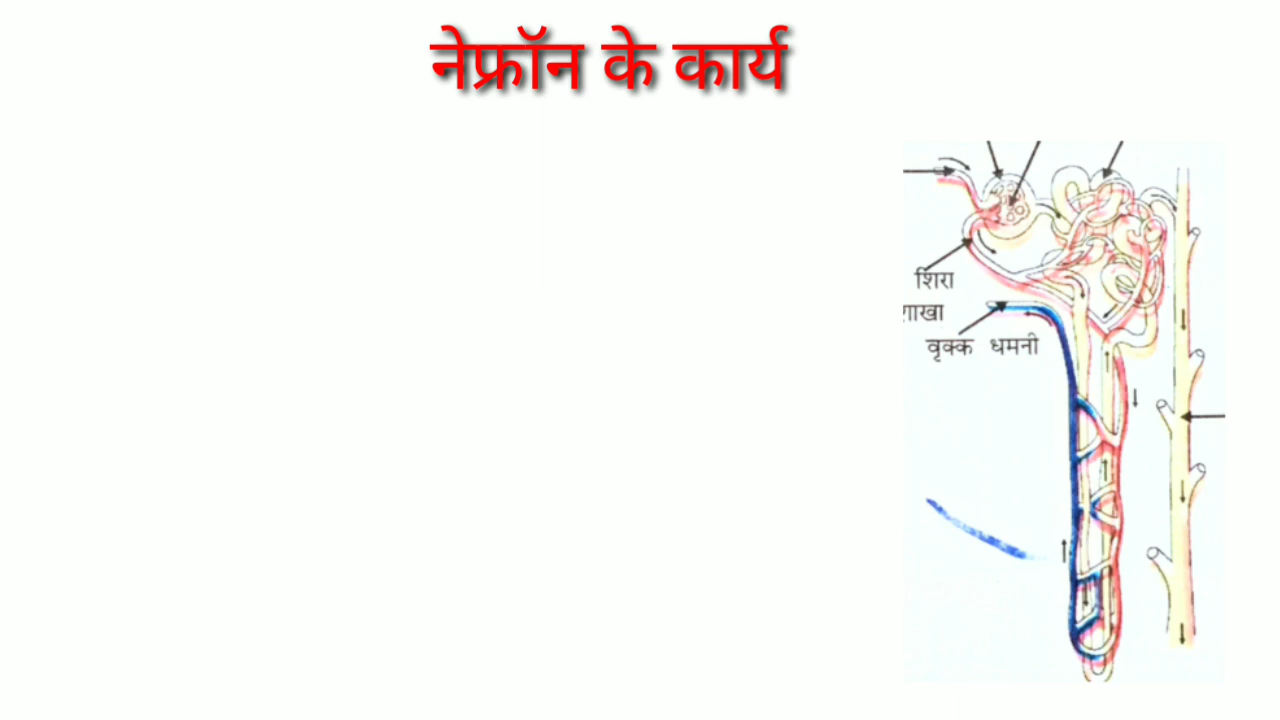 नेफ्रॉन के कार्य
शिरा
शाखा
वृक्क धमनी